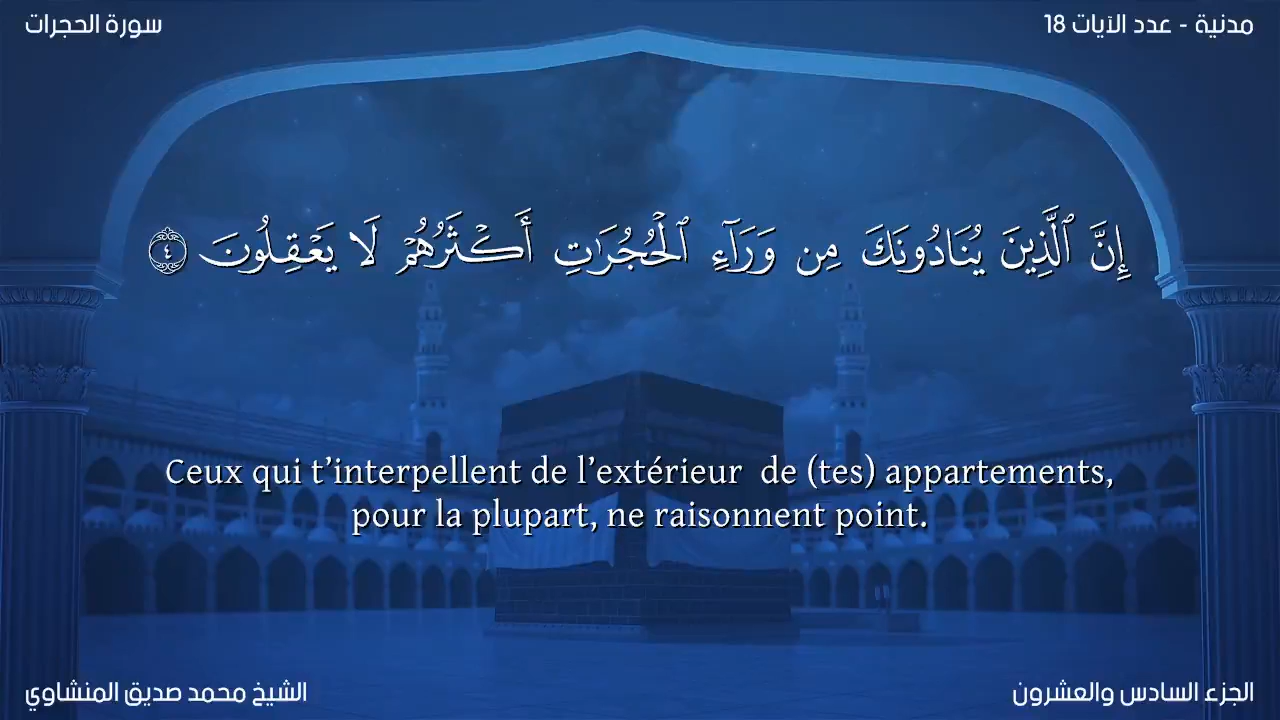 سورة الحجرات
مدنية - عدد الآيات 18
إِنَّ ٱلَّذِينَ يُنَادُونَكَ مِن وَرَآءِ ٱلْحُجُرَٰتِ أَكْثَرُهُمْ لَا يَعْقِلُونَ ٤
Ceux qui t’interpellent de l’extérieur de (tes) appartements,
pour la plupart, ne raisonnent point.
الشيخ محمد صديق المنشاوي
الجزء السادس والعشرون